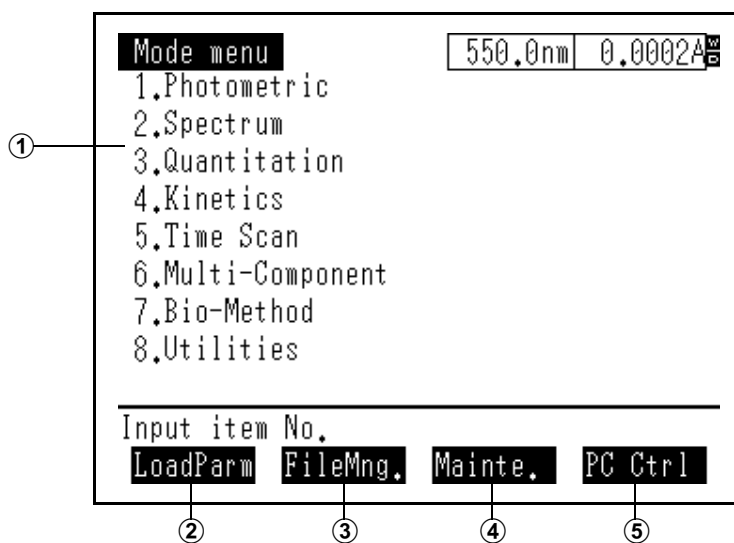 Mode menu 550.0nm 0.0002A W D
1.Photometric
2.Spectrum
① 3.Quantitation
4.Kinetics
5.Time Scan
6.Multi-Component
7.Bio-Method
8.Utilities
Input item No.
LoadParm FileMng. Mainte. PC Ctrl
② ③ ④ ⑤